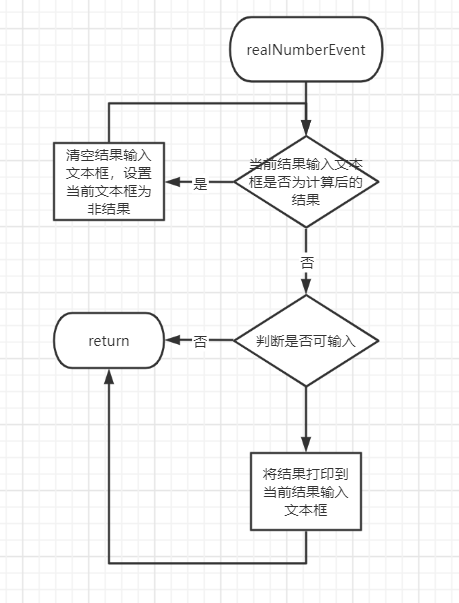 realNumberEvent
清空结果输入
文本框，设置
当前文本框为
非结果
是
当前结果输入文本
框是否为计算后的
结果
否
return
否
判断是否可输入
将结果打印到
当前结果输入
文本框